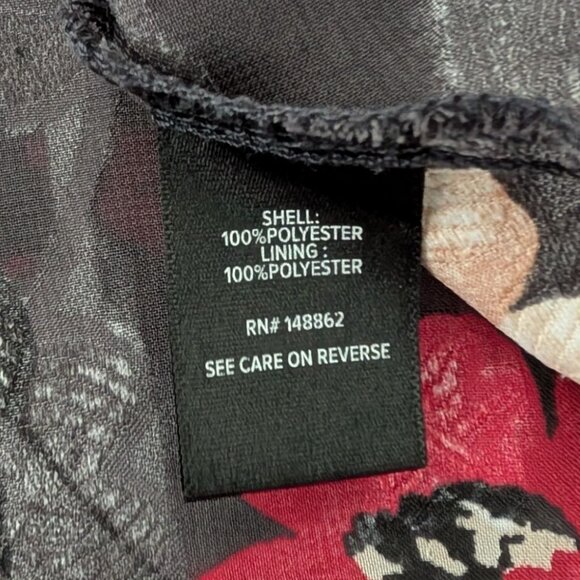 SHELL:
100%POLYESTER
LINING :
100%POLYESTER
RN# 148862
SEE CARE ON REVERSE